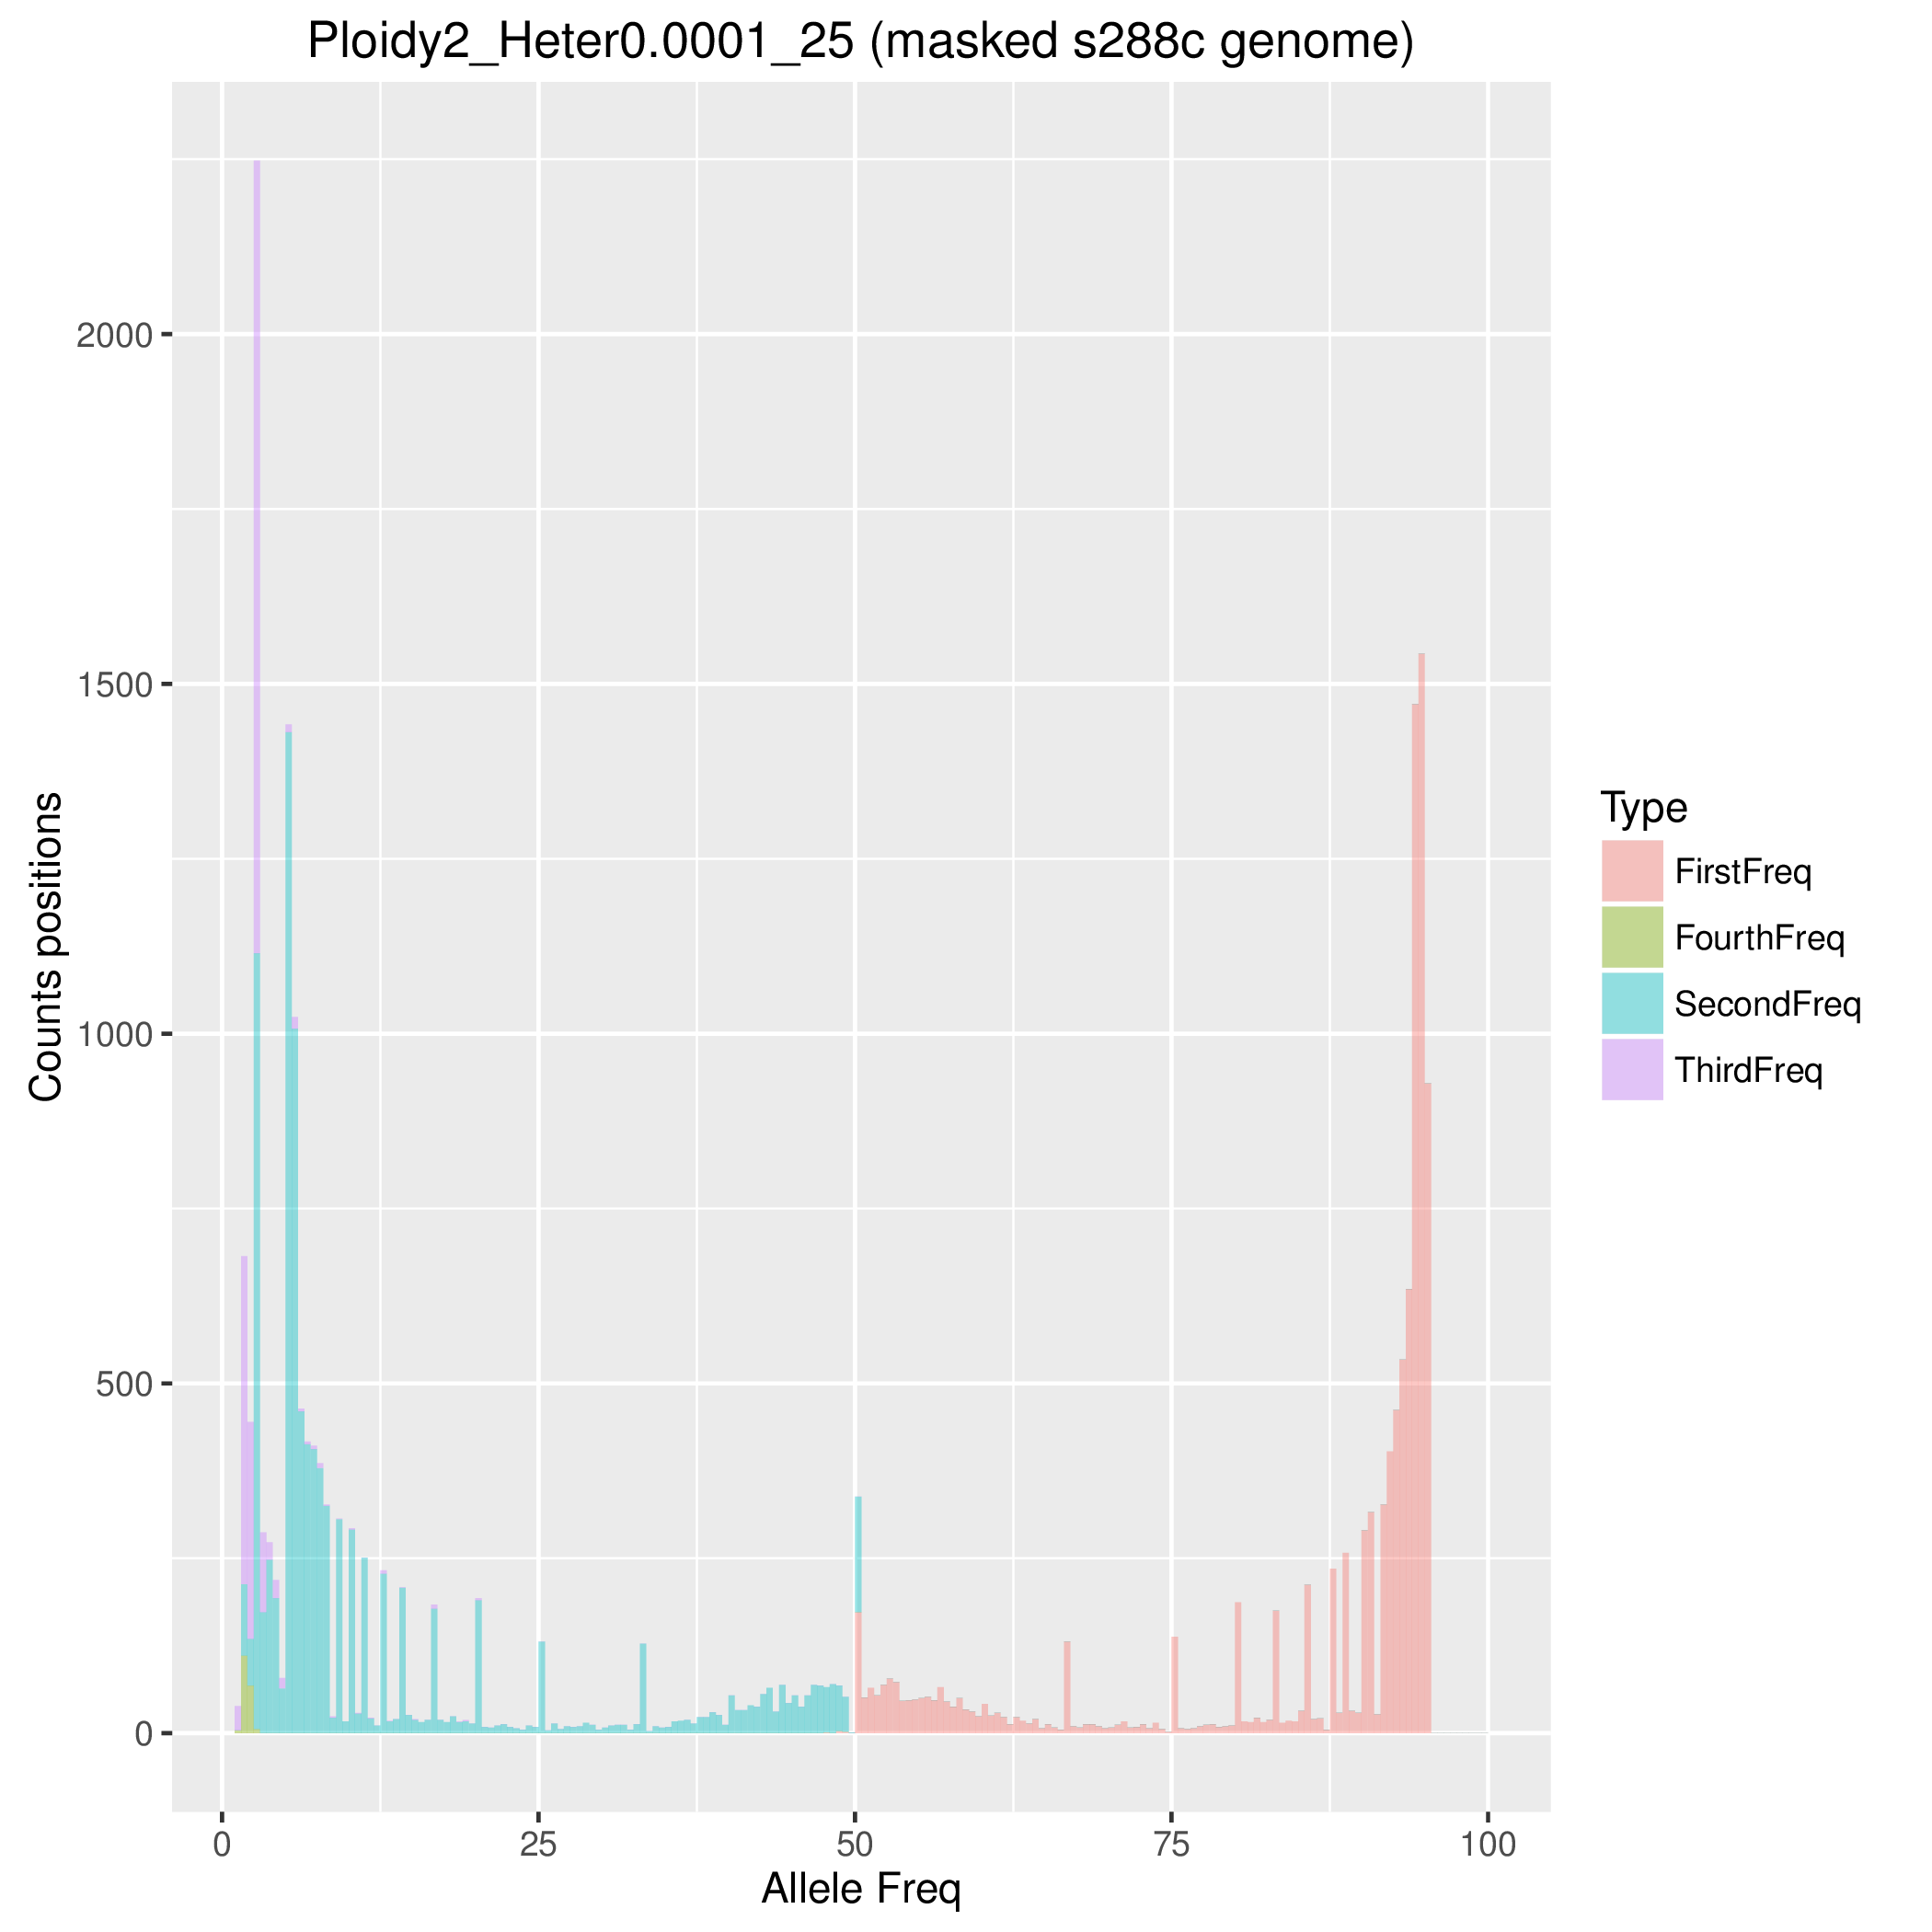 Ploidy2_Heter0.0001_25 (masked s288c genome)
Counts positions
2000
1500
1000
500
0
0 25 50 75 100
Allele Freq
Type
FirstFreq
FourthFreq
SecondFreq
ThirdFreq